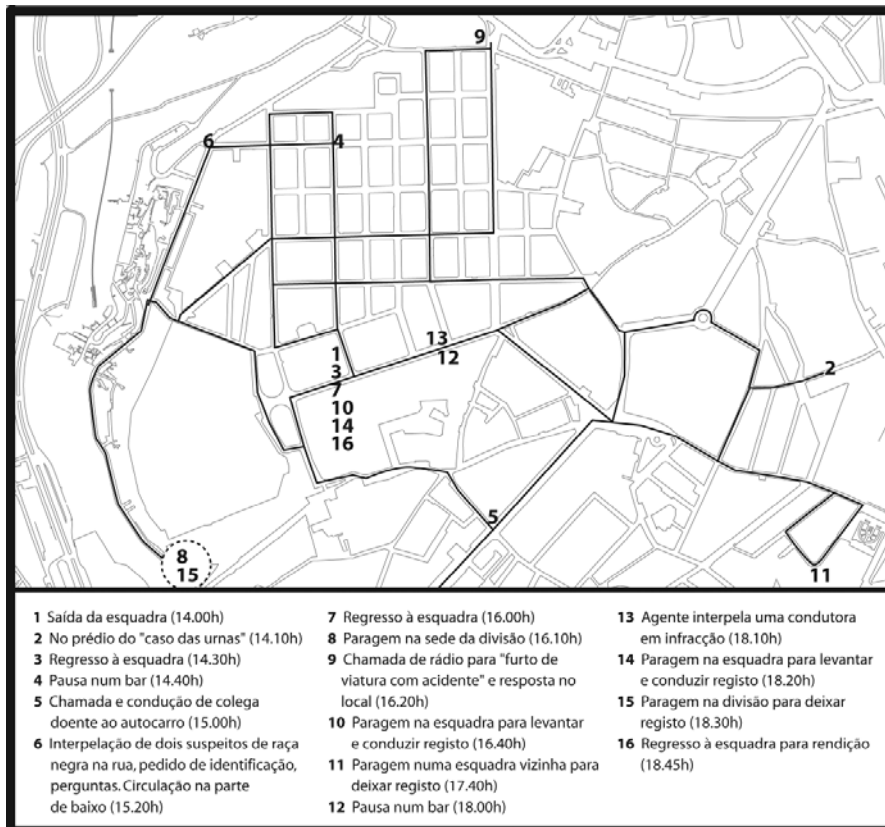 9
6
4
13
1
12
3
2
7
10
14
16
5
8
15
11
1 Saída da esquadra (14.00h)
2 No prédio do "caso das urnas" (14.10h)
3 Regresso à esquadra (14.30h)
4 Pausa num bar (14.40h)
5 Chamada e condução de colega
doente ao autocarro (15.00h)
6 Interpelação de dois suspeitos de raça
negra na rua, pedido de identificação,
perguntas. Circulação na parte
de baixo (15.20h)
7 Regresso à esquadra (16.00h)
8 Paragem na sede da divisão (16.10h)
9 Chamada de rádio para "furto de
viatura com acidente" e resposta no
local (16.20h)
10 Paragem na esquadra para levantar
e conduzir registo (16.40h)
11 Paragem numa esquadra vizinha para
deixar registo (17.40h)
12 Pausa num bar (18.00h)
13 Agente interpela uma condutora
em infracção (18.10h)
14 Paragem na esquadra para levantar
e conduzir registo (18.20h)
15 Paragem na divisão para deixar
registo (18.30h)
16 Regresso à esquadra para rendição
(18.45h)